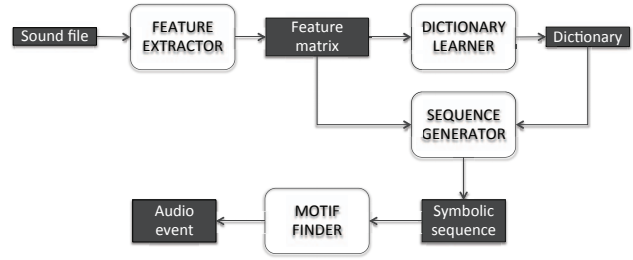 Sound file
FEATURE
EXTRACTOR
Feature
matrix
DICTIONARY
LEARNER
Dictionary
SEQUENCE
GENERATOR
Audio
event
MOTIF
FINDER
Symbolic
sequence